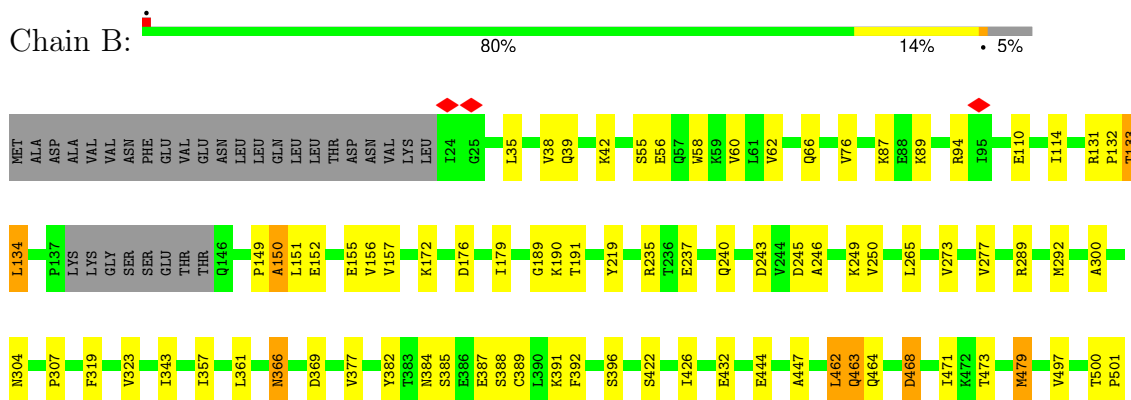 Chain B:
80% 14% • 5%
MET ALA ASP ALA VAL VAL ASN PHE GLU VAL GLU ASN LEU LEU GLN LEU LEU THR ASP ASN VAL LYS LEU I24 G25 L35 V38 Q39 K42 S55 E56 Q57 W58 K59 V60 L61 V62 Q66 V76 K87 E88 K89 R94 I95 E110 I114 R131 P132 T133
L134 P137 LYS LYS GLY SER SER GLU THR THR Q146 P149 A150 L151 E152 E155 V156 V157 K172 D176 I179 G189 K190 T191 Y219 R235 T236 E237 Q240 D243 V244 D245 A246 K249 V250 L265 V273 V277 R289 M292 A300
N304 P307 F319 V323 I343 I357 L361 N366 D369 V377 Y382 T383 N384 S385 E386 E387 S388 C389 L390 K391 F392 S396 S422 I426 E432 E444 A447 L462 Q463 Q464 D468 I471 K472 T473 M479 V497 T500 P501